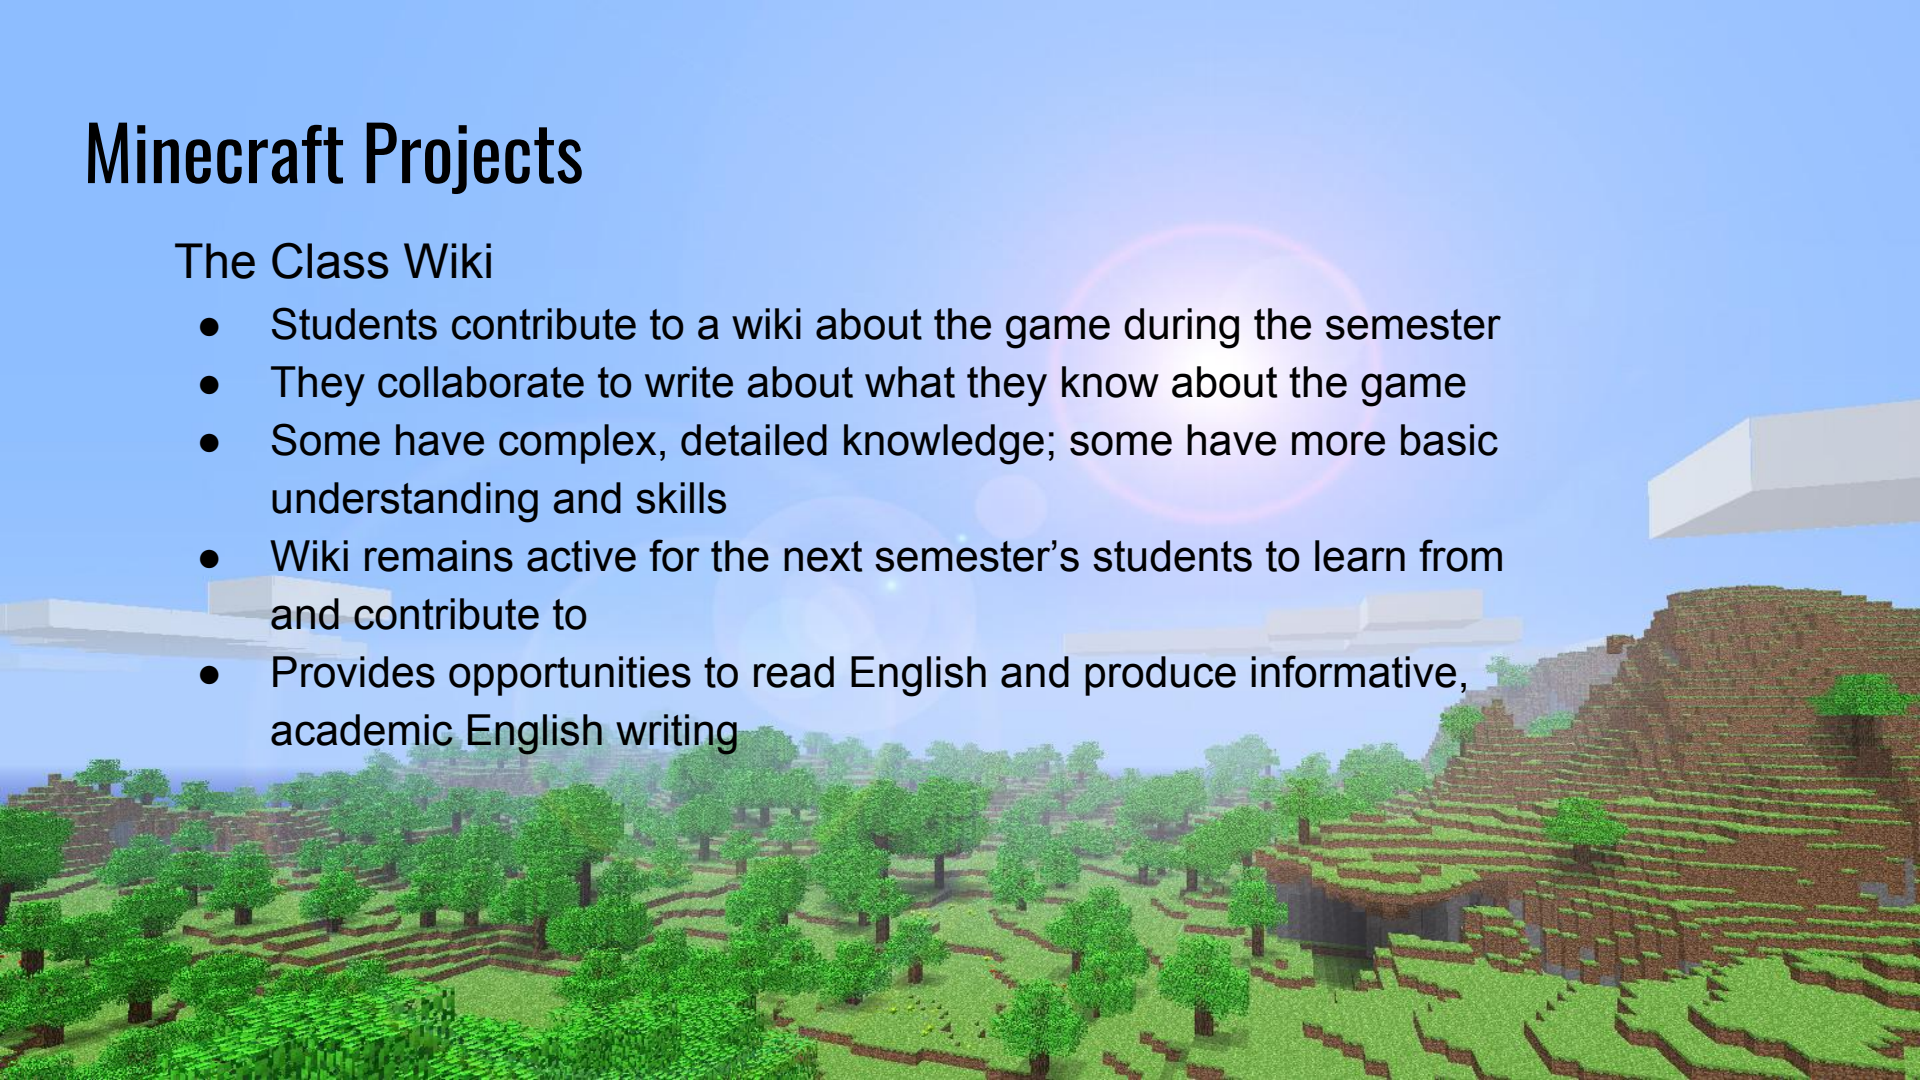 Minecraft Projects
The Class Wiki
● Students contribute to a wiki about the game during the semester
● They collaborate to write about what they know about the game
● Some have complex, detailed knowledge; some have more basic
understanding and skills
● Wiki remains active for the next semester’s students to learn from
and contribute to
● Provides opportunities to read English and produce informative,
academic English writing